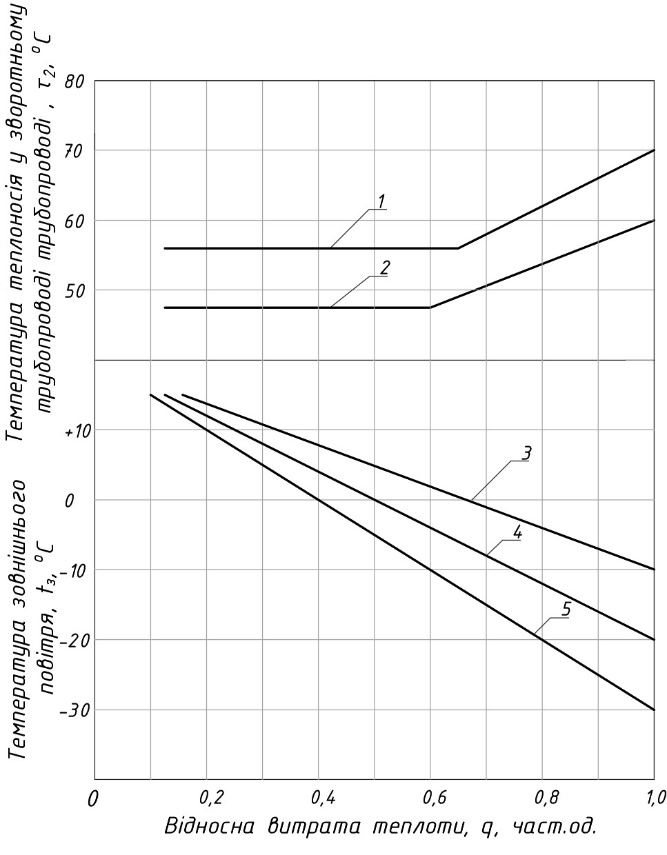 Температура теплоносія у зворотньому
трубопроводі трубопроводі , τ2, °C
80
70
60
50
1
2
Температура зовнішнього
повітря, tз, °C
+10
0
-10
-20
-30
3
4
5
0 0,2 0,4 0,6 0,8 1,0
Відносна витрата теплоти, q, част.од.